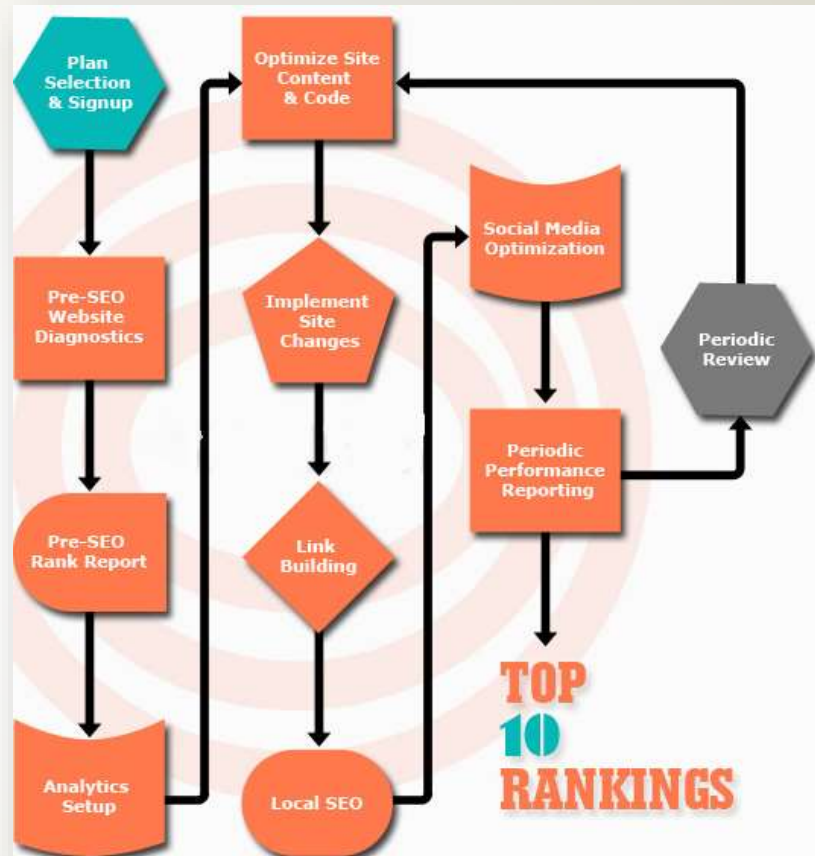 Plan
Selection
& Signup
Pre-SEO
Website
Diagnostics
Pre-SEO
Rank Report
Analytics
Setup
Optimize Site
Content
& Code
Implement
Site
Changes
Link
Building
Local SEO
Social Media
Optimization
Periodic
Performance
Reporting
Periodic
Review
TOP
10
RANKINGS